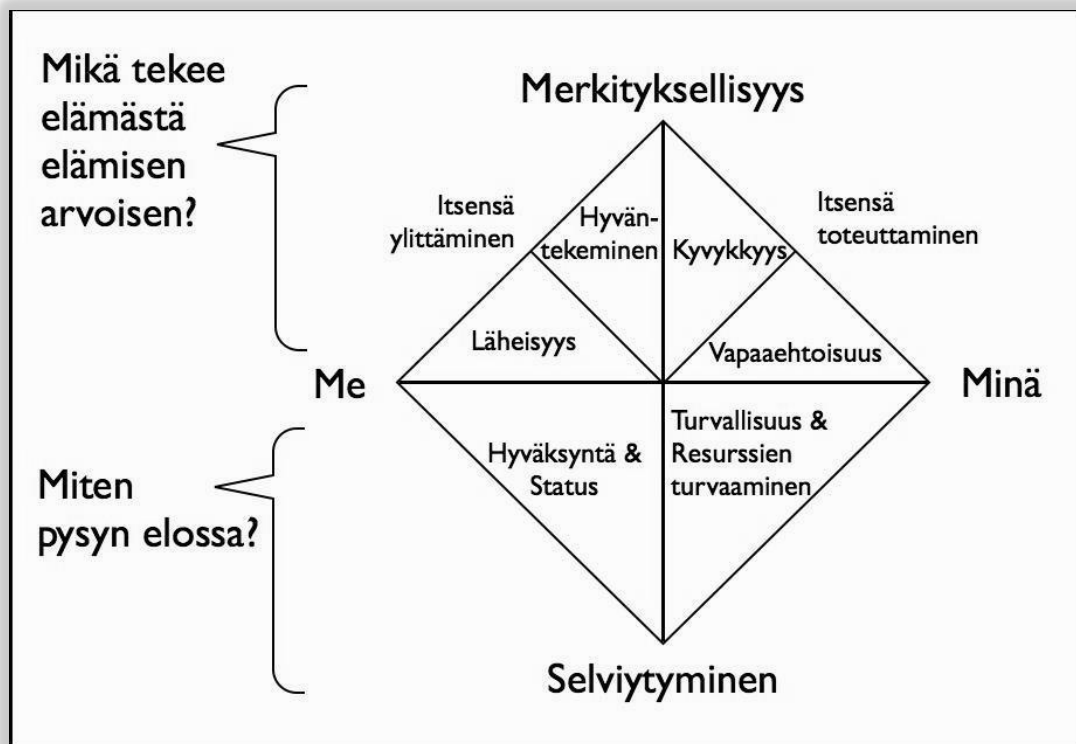 Mikä tekee
elämästä
elämisen
arvoisen?
Merkityksellisyys
Itsensä
ylittäminen
Hyvän-
tekeminen
Kyvykkyys
Itsensä
toteuttaminen
Läheisyys
Vapaaehtoisuus
Me
Minä
Hyväksyntä &
Status
Turvallisuus &
Resurssien
turvaaminen
Miten
pysyn elossa?
Selviytyminen